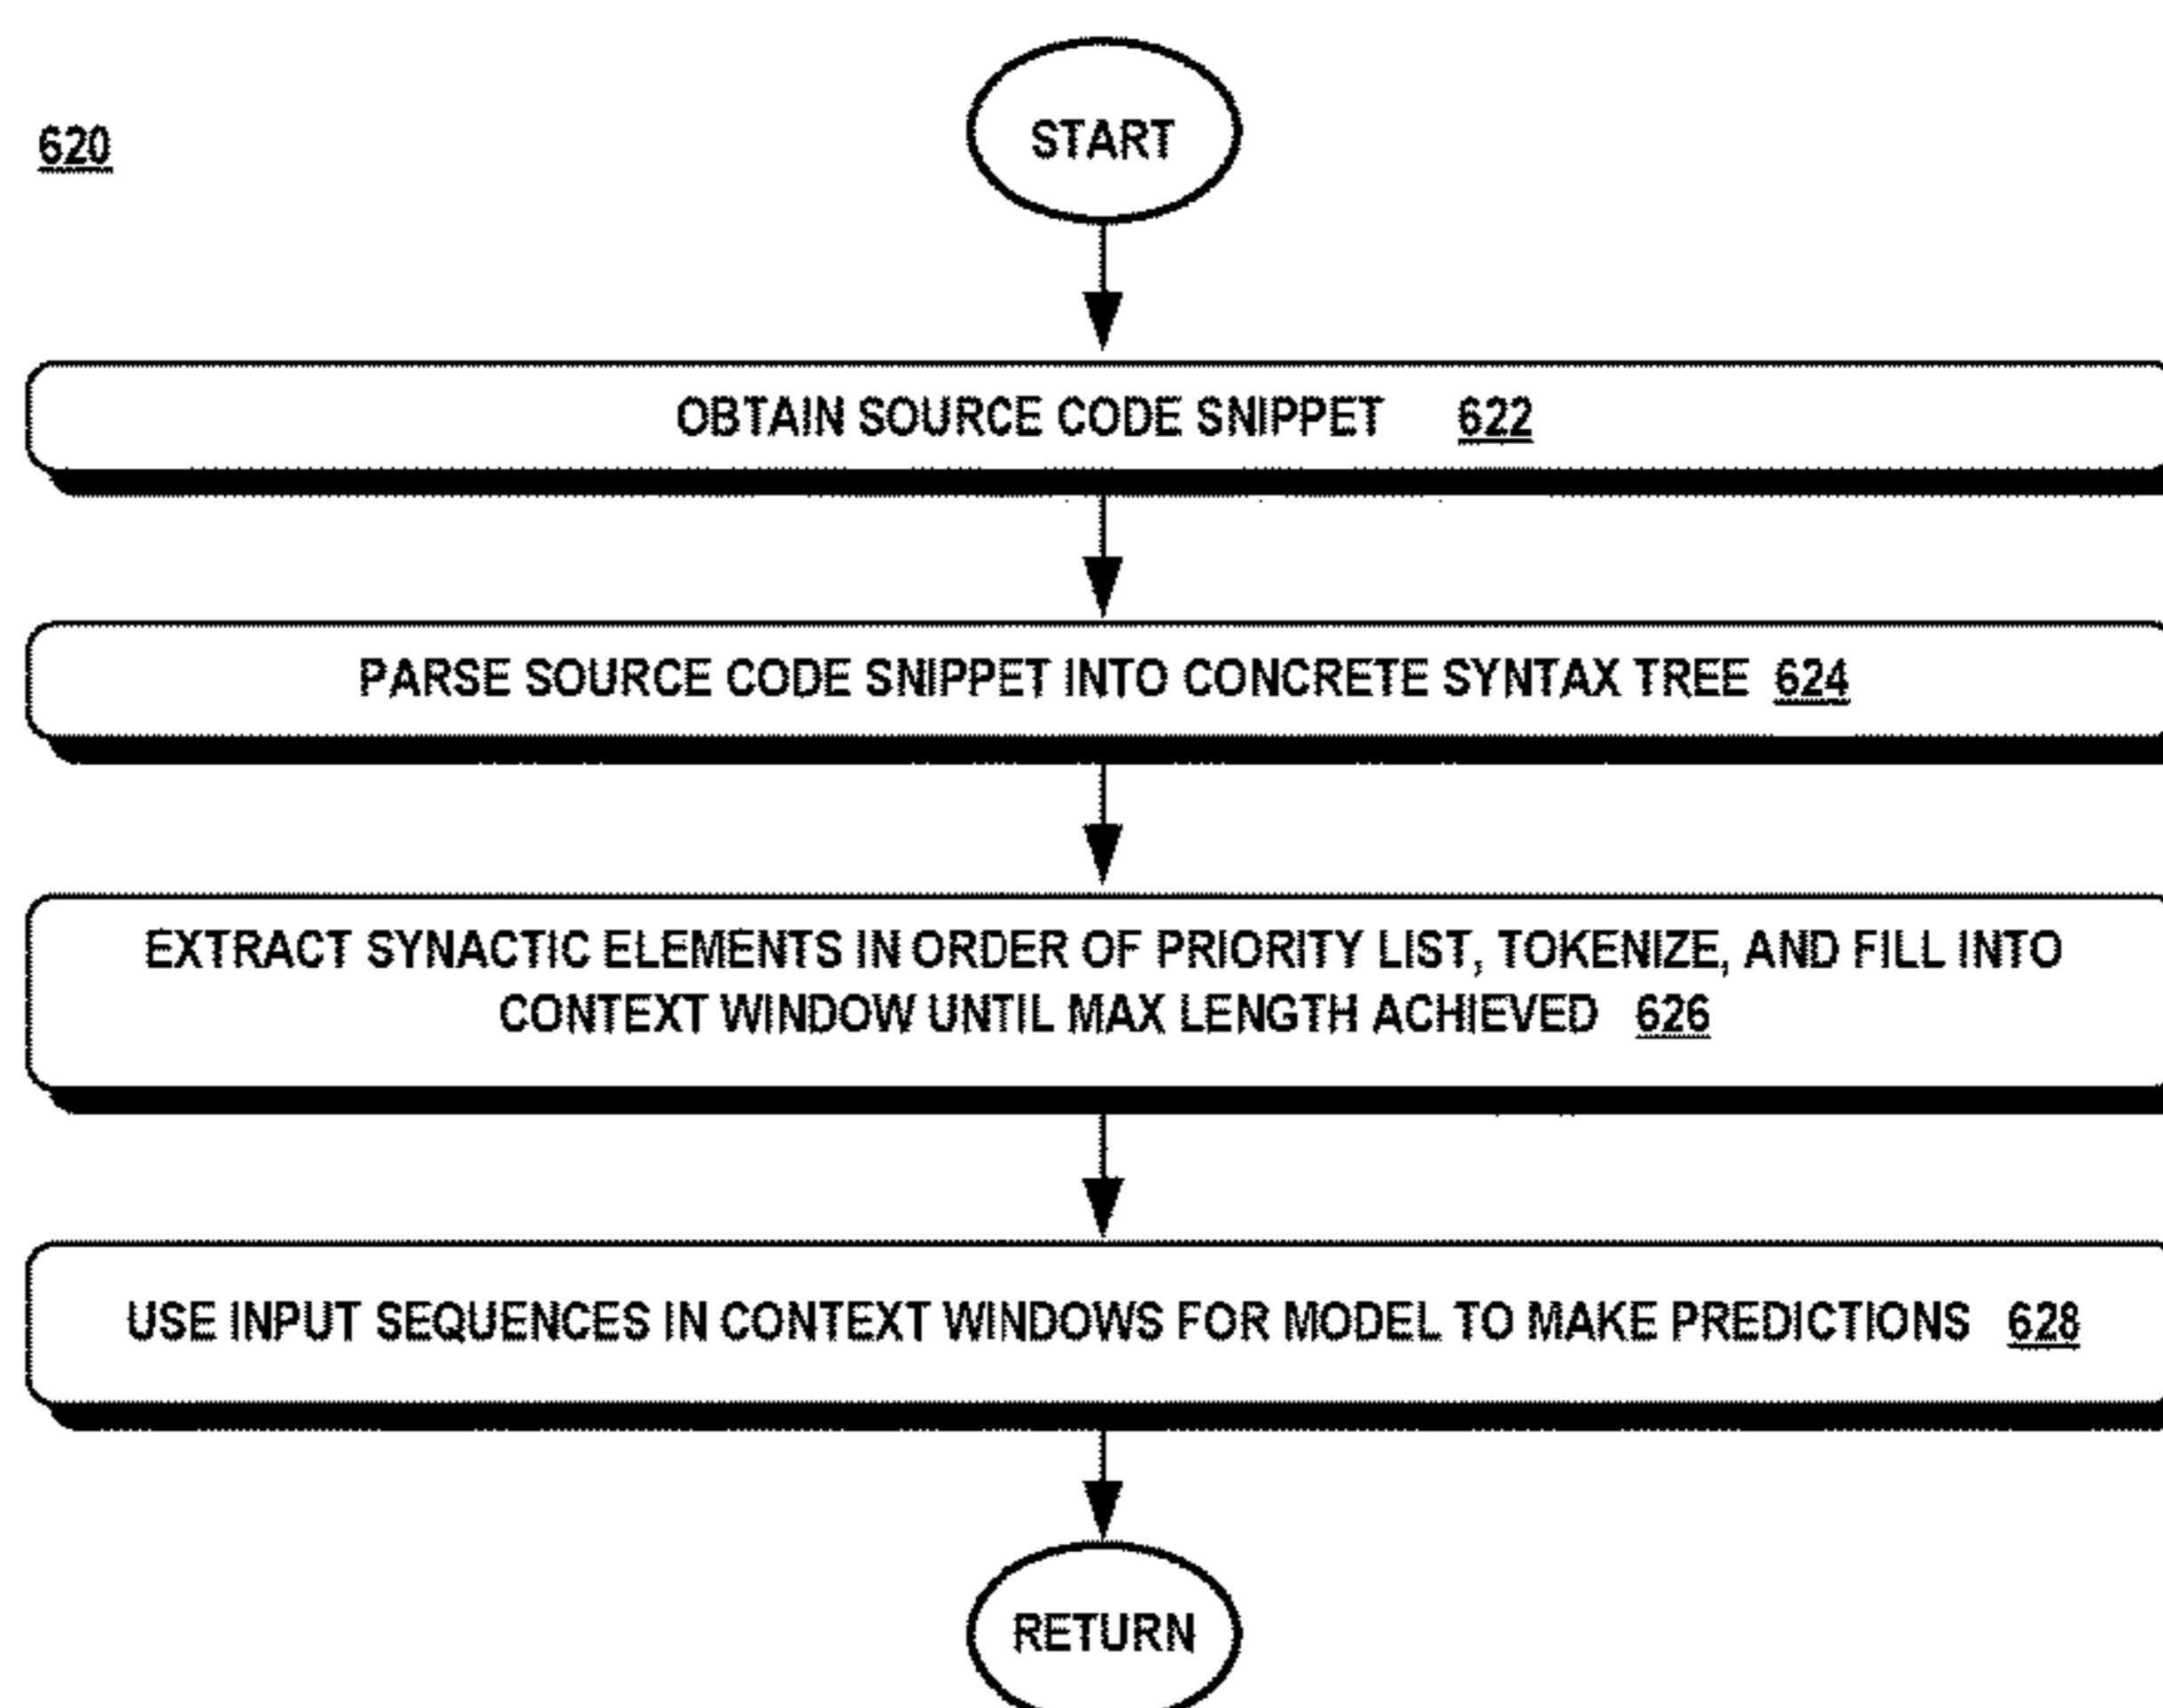 620
START
OBTAIN SOURCE CODE SNIPPET 622
PARSE SOURCE CODE SNIPPET INTO CONCRETE SYNTAX TREE 624
EXTRACT SYNACTIC ELEMENTS IN ORDER OF PRIORITY LIST, TOKENIZE, AND FILL INTO
CONTEXT WINDOW UNTIL MAX LENGTH ACHIEVED 626
USE INPUT SEQUENCES IN CONTEXT WINDOWS FOR MODEL TO MAKE PREDICTIONS 628
RETURN